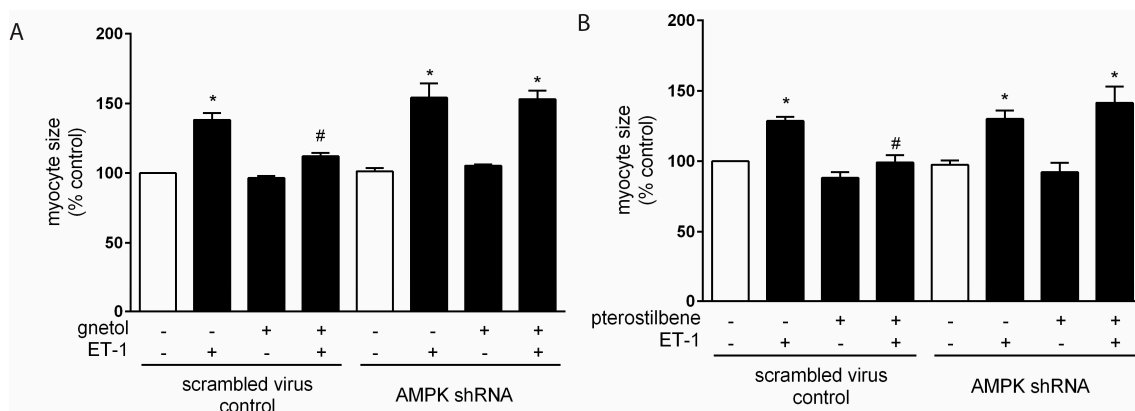 A
myocyte size
(% control)
200
150
100
50
0
*
#
*
*
gnetol - - + + - - + +
ET-1 - + - + - + - +
scrambled virus
control
AMPK shRNA
B
myocyte size
(% control)
200
150
100
50
0
*
#
*
*
pterostilbene - - + + - - + +
ET-1 - + - + - + - +
scrambled virus
control
AMPK shRNA